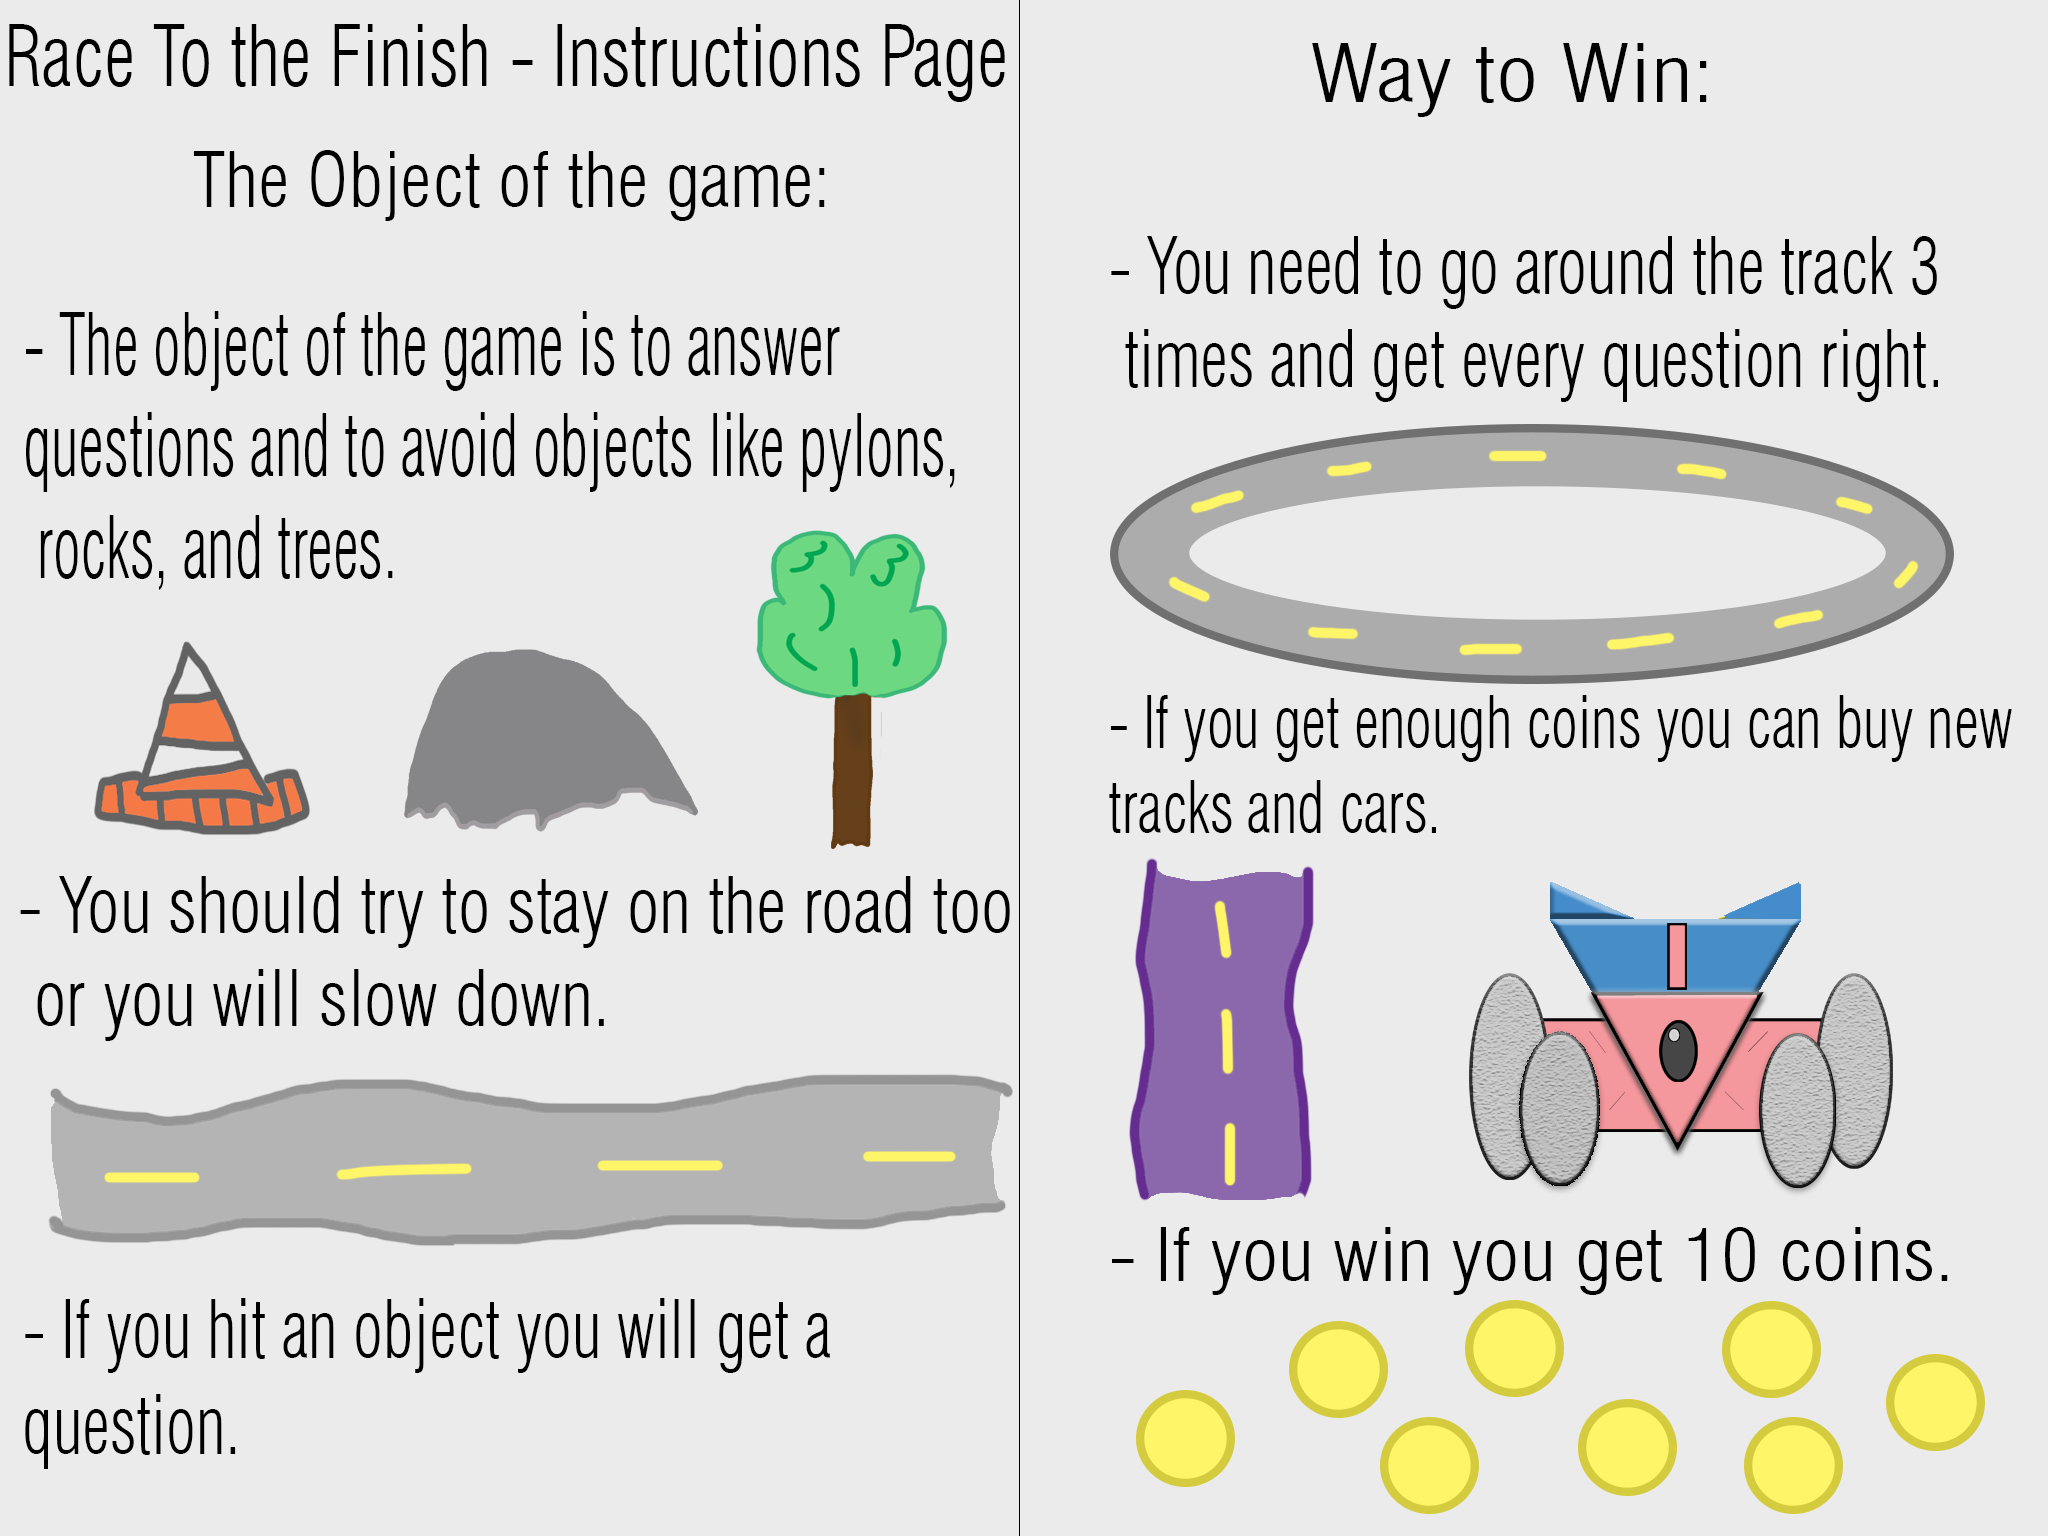 Race To the Finish - Instructions Page
The Object of the game:
- The object of the game is to answer
questions and to avoid objects like pylons,
rocks, and trees.
- You should try to stay on the road too
or you will slow down.
- If you hit an object you will get a
question.
Way to Win:
- You need to go around the track 3
times and get every question right.
- If you get enough coins you can buy new
tracks and cars.
- If you win you get 10 coins.